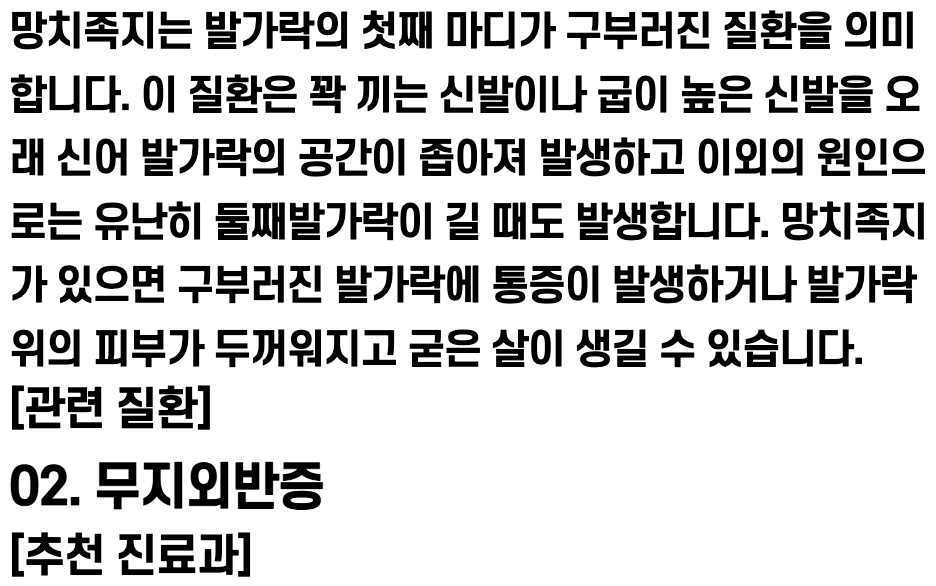 망치족지는 발가락의 첫째 마디가 구부러진 질환을 의미
합니다. 이 질환은 꽉 끼는 신발이나 굽이 높은 신발을 오
래 신어 발가락의 공간이 좁아져 발생하고 이외의 원인으
로는 유난히 둘째발가락이 길 때도 발생합니다. 망치족지
가 있으면 구부러진 발가락에 통증이 발생하거나 발가락
위의 피부가 두꺼워지고 굳은 살이 생길 수 있습니다.
[관련 질환]
02. 무지외반증
[추천 진료과]